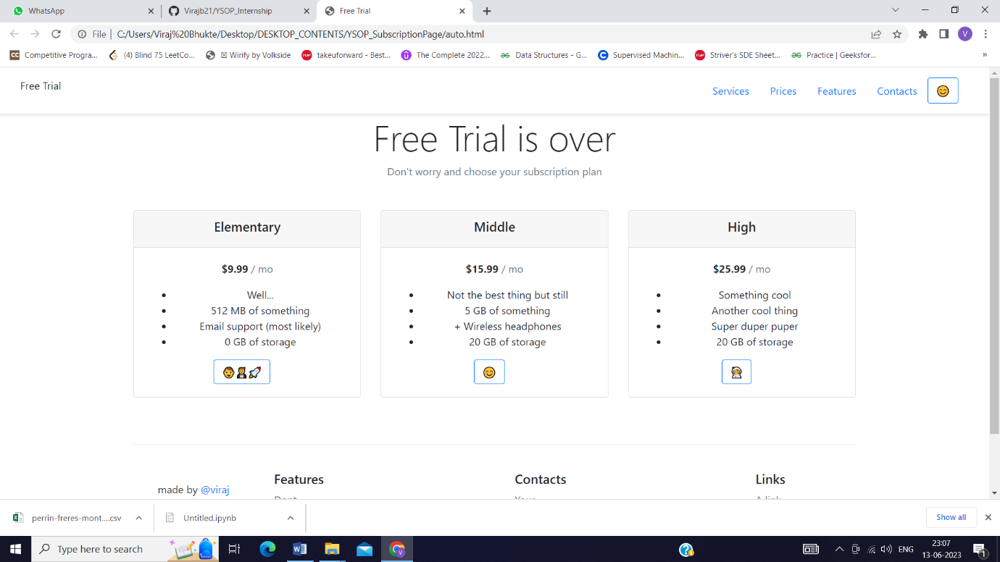 WhatsApp
Virajb21/YSOP_Internship
Free Trial
File | C:/Users/Viraj%20Bhukte/Desktop/DESKTOP_CONTENTS/YSOP_SubscriptionPage/auto.html
V
CC Competitive Progra...
(4) Blind 75 LeetCo...
Wirify by Volkside
takeuforward - Best...
The Complete 2022...
Data Structures - G...
Supervised Machin...
Striver's SDE Sheet...
Practice | Geeksfor...
»
Free Trial
Services
Prices
Features
Contacts
Free Trial is over
Don't worry and choose your subscription plan
Elementary
$9.99 / mo
• Well...
• 512 MB of something
• Email support (most likely)
• 0 GB of storage
Middle
$15.99 / mo
• Not the best thing but still
• 5 GB of something
• + Wireless headphones
• 20 GB of storage
High
$25.99 / mo
• Something cool
• Another cool thing
• Super duper puper
• 20 GB of storage
made by @viraj
Features
Contacts
Links
perrin-freres-mont....csv
Untitled.ipynb
Show all
Type here to search
ENG
23:07
13-06-2023
1